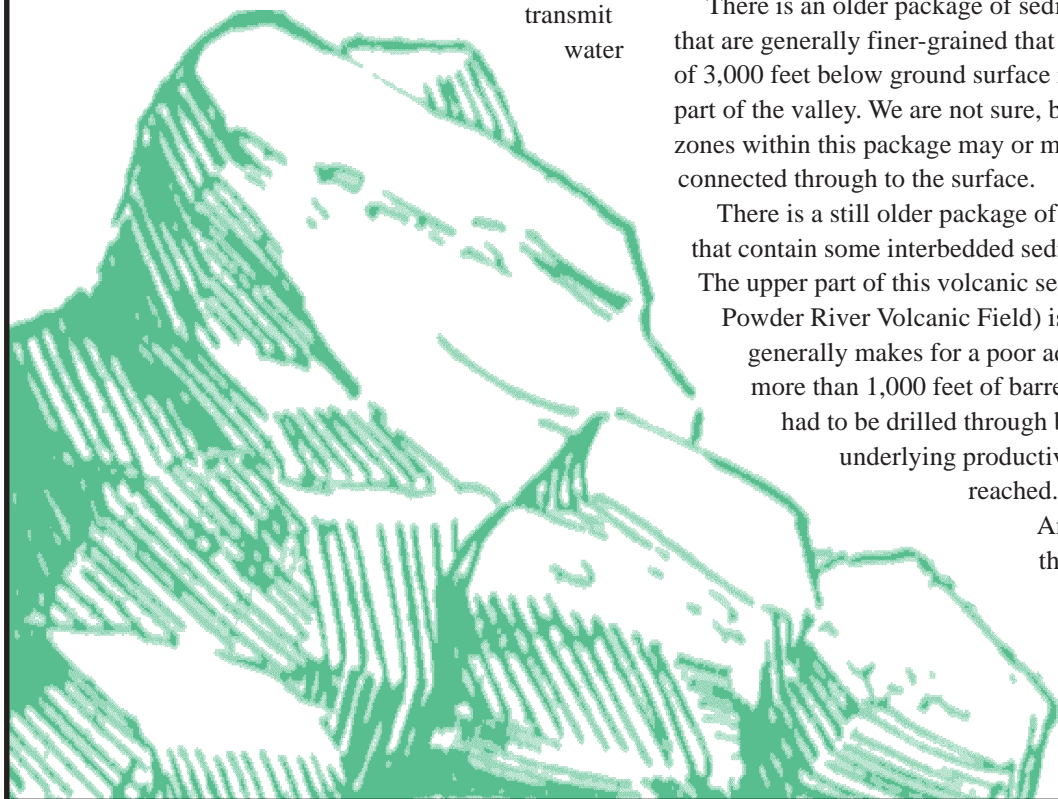 transmit
water
There is an older package of sedi
that are generally finer-grained that
of 3,000 feet below ground surface
part of the valley. We are not sure, b
zones within this package may or m
connected through to the surface.
There is a still older package of
that contain some interbedded sedi
The upper part of this volcanic se
Powder River Volcanic Field) is
generally makes for a poor aq
more than 1,000 feet of barre
had to be drilled through b
underlying productiv
reached.
th